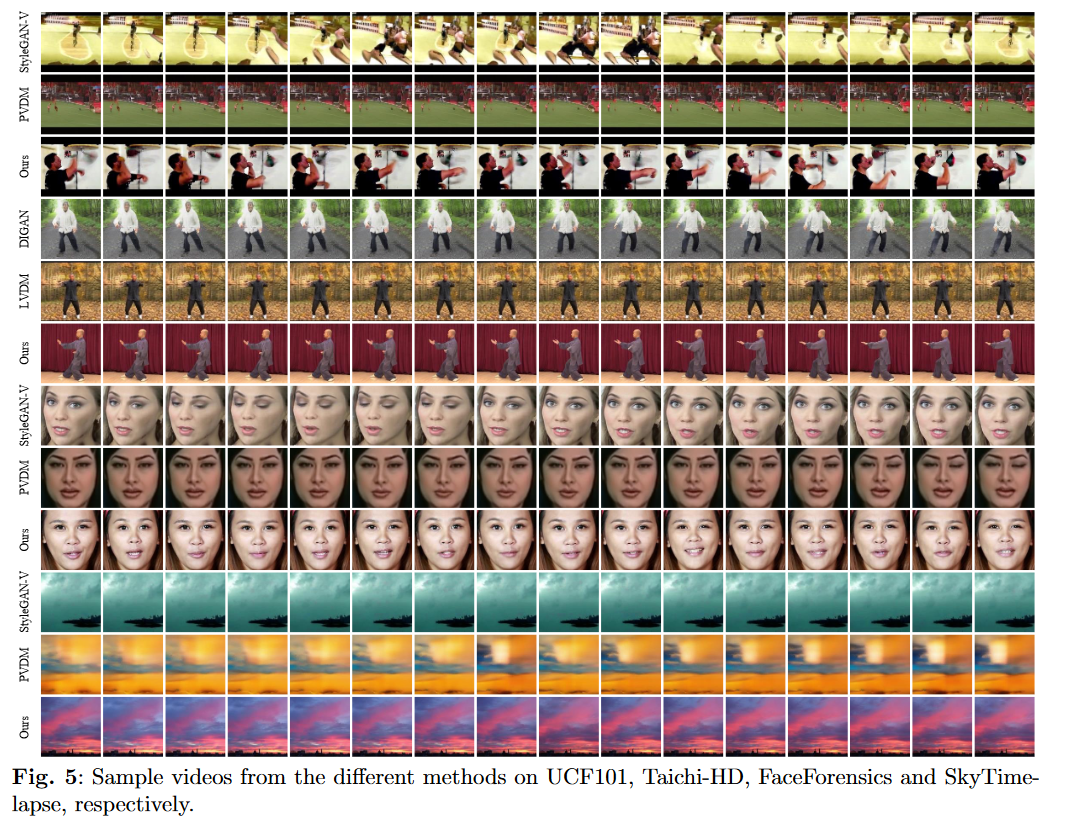 StyleGAN-V
PVDM
Ours
DIGAN
LVDM
Ours
StyleGAN-V
PVDM
Ours
StyleGAN-V
PVDM
Ours
Fig. 5: Sample videos from the different methods on UCF101, Taichi-HD, FaceForensics and SkyTime-
lapse, respectively.